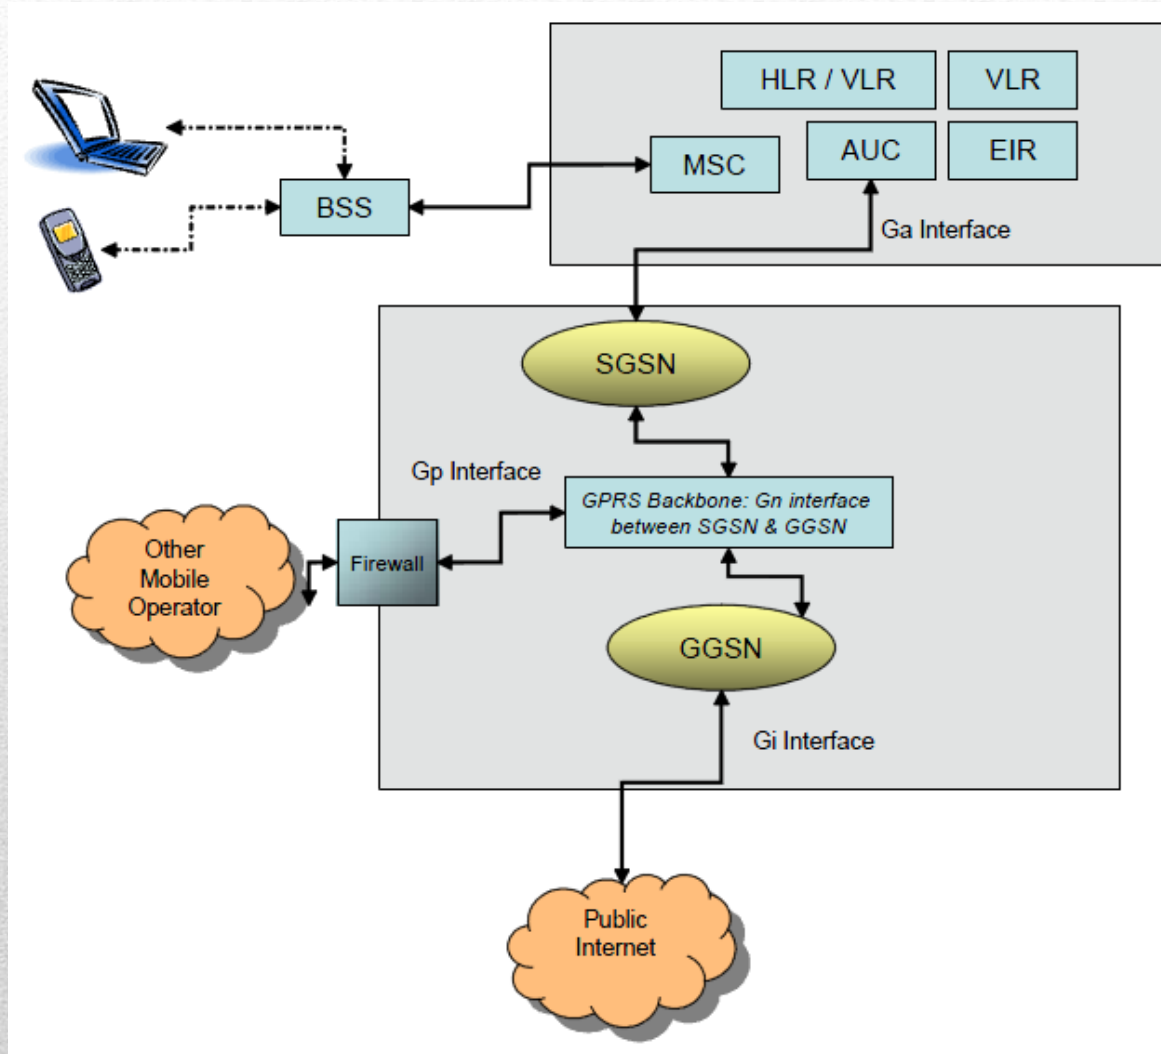 HLR / VLR
VLR
MSC
AUC
EIR
BSS
Ga Interface
SGSN
Gp Interface
GPRS Backbone: Gn interface
between SGSN & GGSN
Other
Mobile
Operator
Firewall
GGSN
Gi Interface
Public
Internet